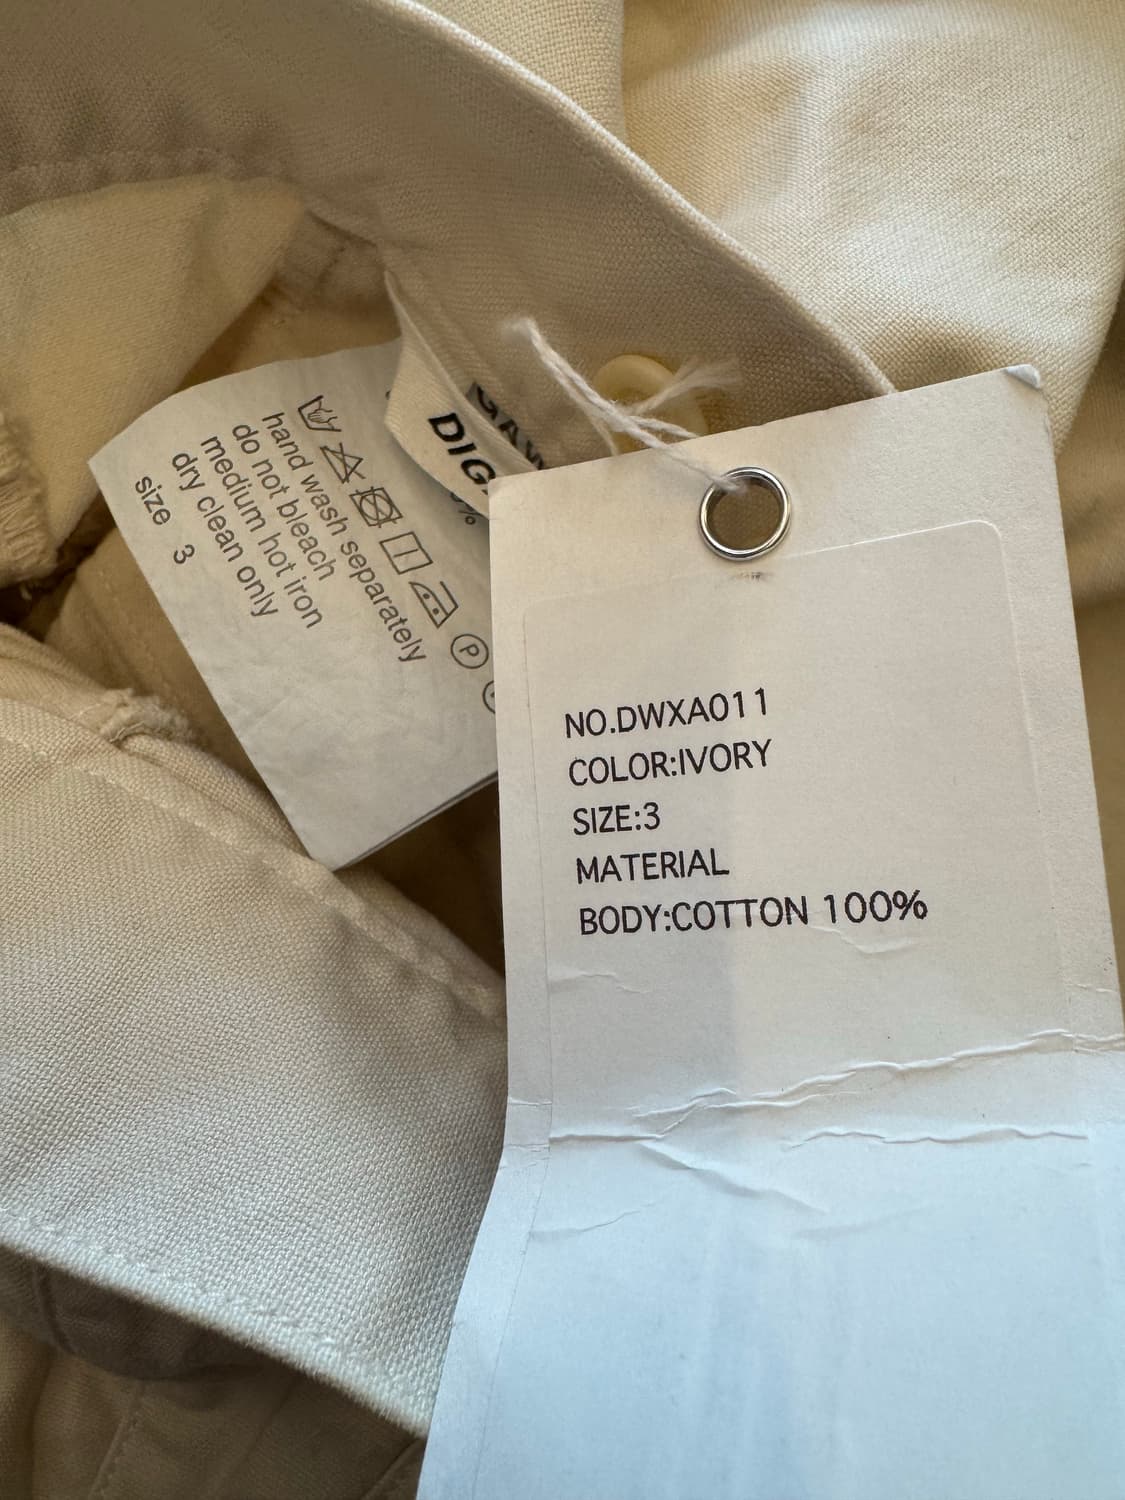 hand wash separately
do not bleach
medium hot iron
dry clean only
size 3
P
DIG
NO.DWXA011
COLOR:IVORY
SIZE:3
MATERIAL
BODY:COTTON 100%